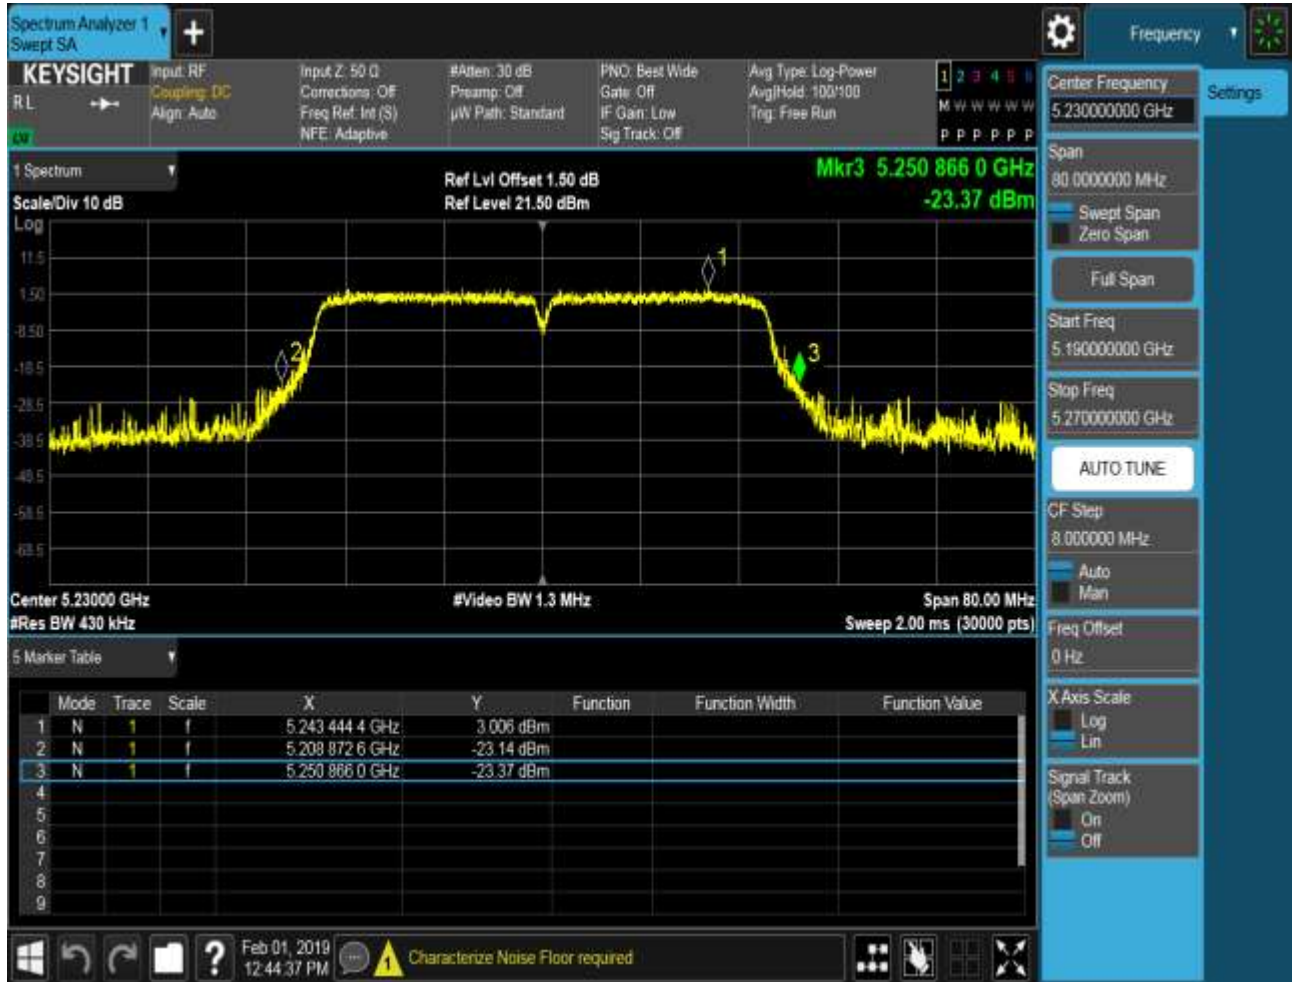 Spectrum Analyzer 1
Swept SA
+
Frequency
KEYSIGHT
RL
Input: RF
Coupling: DC
Align: Auto
Input Z: 50 Ω
Corrections: Off
Freq Ref: Int (S)
NFE: Adaptive
#Atten: 30 dB
Preamp: Off
µW Path: Standard
PNO: Best Wide
Gate: Off
IF Gain: Low
Sig Track: Off
Avg Type: Log-Power
Avg|Hold: 100/100
Trig: Free Run
1 2 3 4 5 6
M W W W W W
P P P P P P
1 Spectrum
Scale/Div 10 dB
Ref Lvl Offset 1.50 dB
Ref Level 21.50 dBm
Mkr3 5.250 866 0 GHz
-23.37 dBm
Log
11.5
1.50
-8.50
-18.5
-28.5
-38.5
-48.5
-58.5
-68.5
1
2
3
Center 5.23000 GHz
#Res BW 430 kHz
#Video BW 1.3 MHz
Span 80.00 MHz
Sweep 2.00 ms (30000 pts)
5 Marker Table
Mode Trace Scale X Y Function Function Width Function Value
1 N 1 f 5.243 444 4 GHz 3.006 dBm
2 N 1 f 5.208 872 6 GHz -23.14 dBm
3 N 1 f 5.250 866 0 GHz -23.37 dBm
4
5
6
7
8
9
Feb 01, 2019
12:44:37 PM
?
1
Characterize Noise Floor required
Center Frequency
5.230000000 GHz
Settings
Span
80.0000000 MHz
Swept Span
Zero Span
Full Span
Start Freq
5.190000000 GHz
Stop Freq
5.270000000 GHz
AUTO TUNE
CF Step
8.000000 MHz
Auto
Man
Freq Offset
0 Hz
X Axis Scale
Log
Lin
Signal Track
(Span Zoom)
On
Off